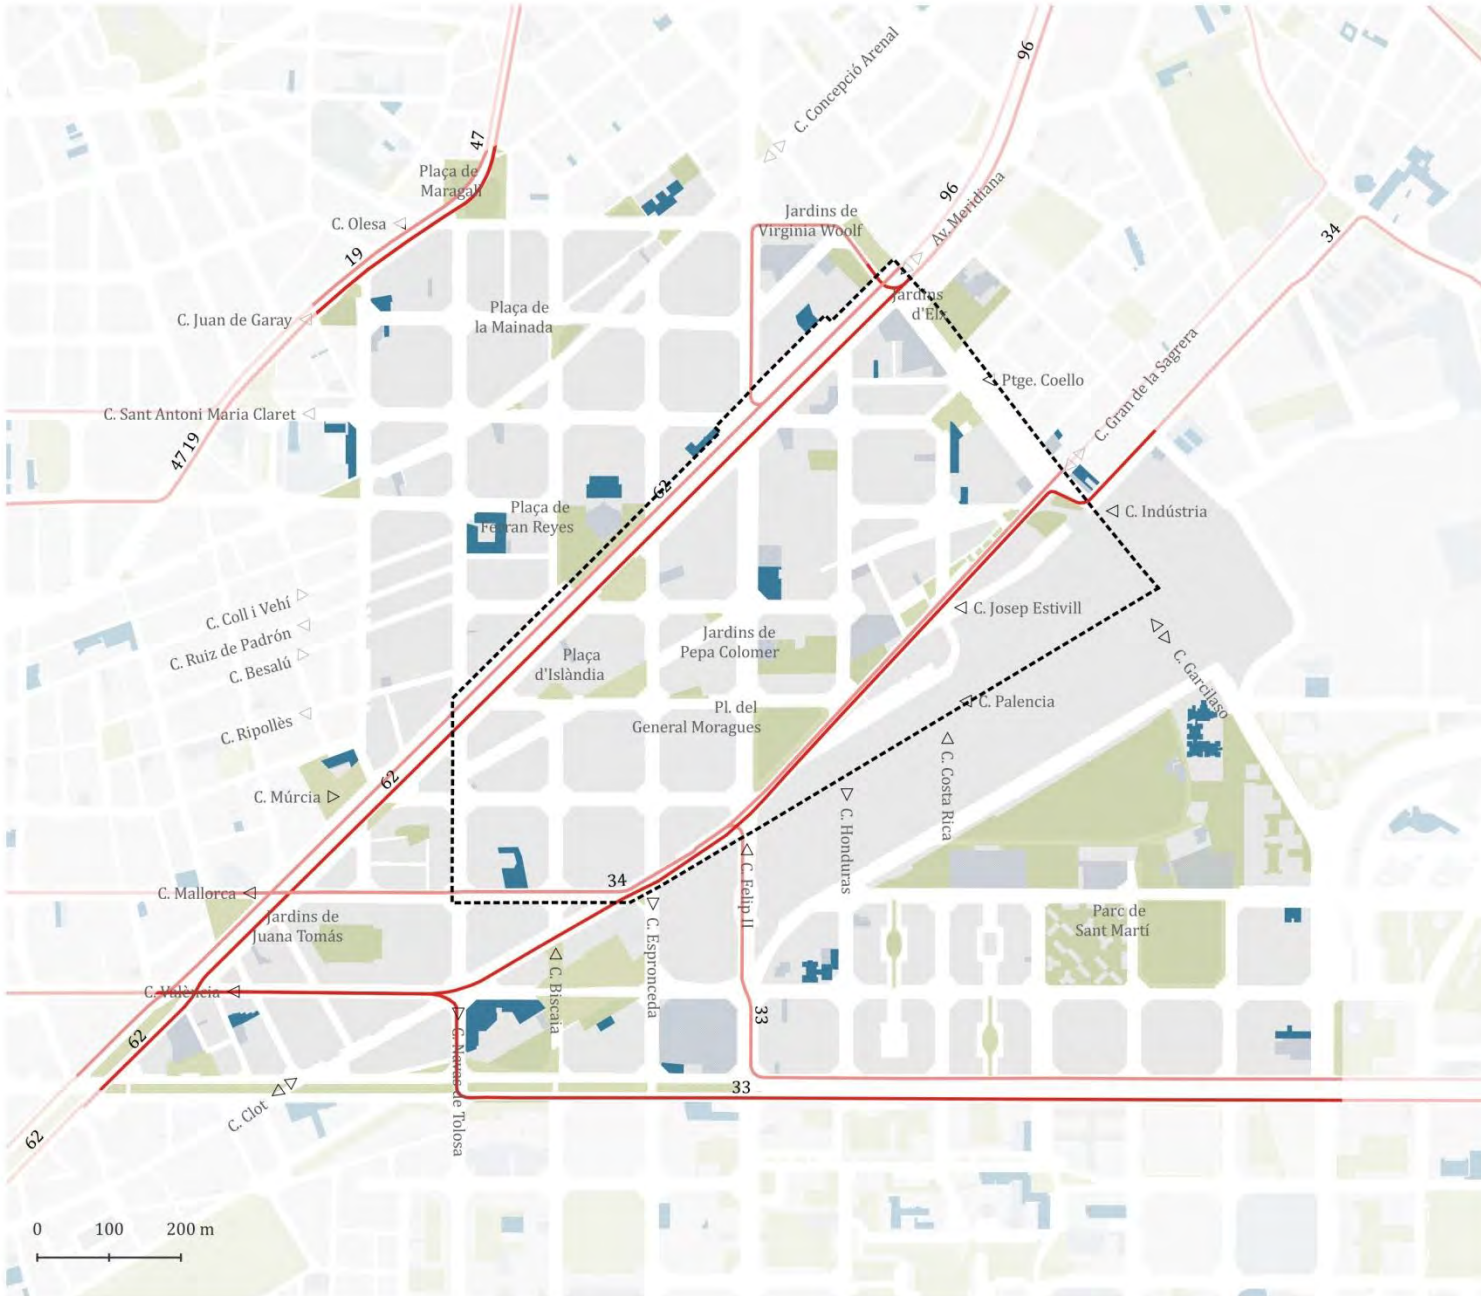 96
C. Concepció Arenal
47
Plaça de
Maragall
96
Av. Meridiana
Jardins de
Virginia Woolf
C. Olesa
34
19
Jardins
d'Elx
Plaça de
la Mainada
C. Juan de Garay
Ptge. Coello
C. Gran de la Sagrera
C. Sant Antoni Maria Claret
47 19
62
Plaça de
Ferran Reyes
C. Indústria
C. Coll i Vehí
C. Josep Estivill
C. Ruiz de Padrón
Jardins de
Pepa Colomer
C. Besalú
Plaça
d'Islàndia
C. Garcilaso
C. Ripollès
Pl. del
General Moragues
C. Palencia
62
C. Múrcia
C. Costa Rica
C. Honduras
34
C. Mallorca
C. Felip II
Jardins de
Juana Tomás
Parc de
Sant Martí
C. Espronceda
C. Biscaia
C. València
33
62
C. Navas de Tolosa
33
C. Clot
62
0 100 200 m